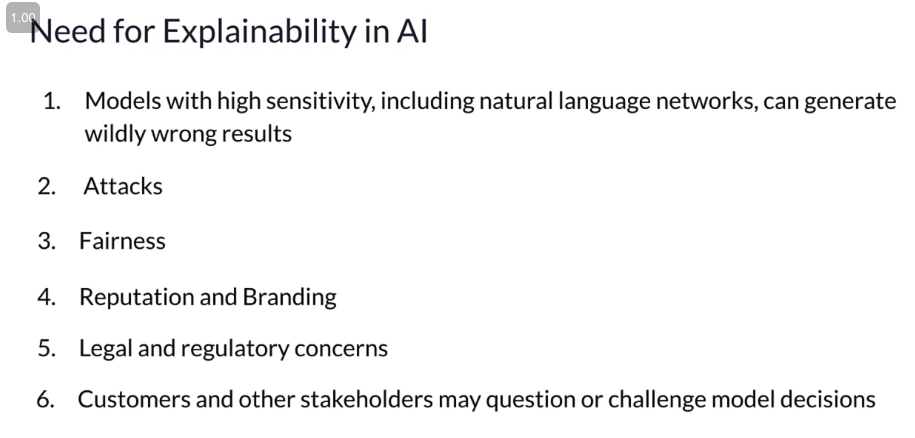 1.00
Need for Explainability in AI
1. Models with high sensitivity, including natural language networks, can generate
wildly wrong results
2. Attacks
3. Fairness
4. Reputation and Branding
5. Legal and regulatory concerns
6. Customers and other stakeholders may question or challenge model decisions